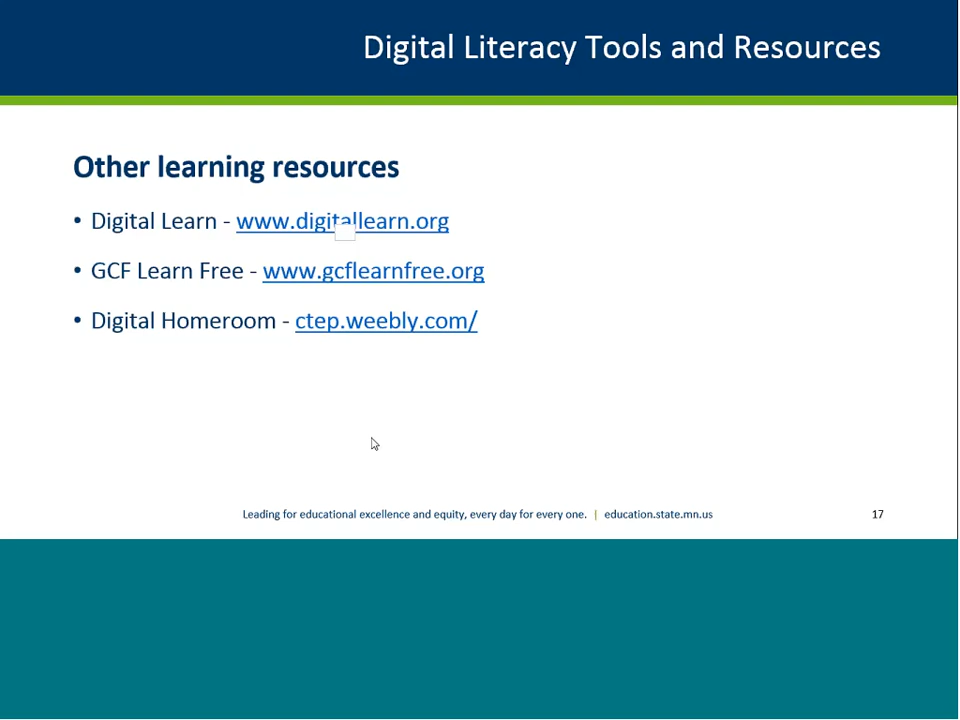 Digital Literacy Tools and Resources
Other learning resources
• Digital Learn - www.digitallearn.org
• GCF Learn Free - www.gcflearnfree.org
• Digital Homeroom - ctep.weebly.com/
Leading for educational excellence and equity, every day for every one. | education.state.mn.us 17